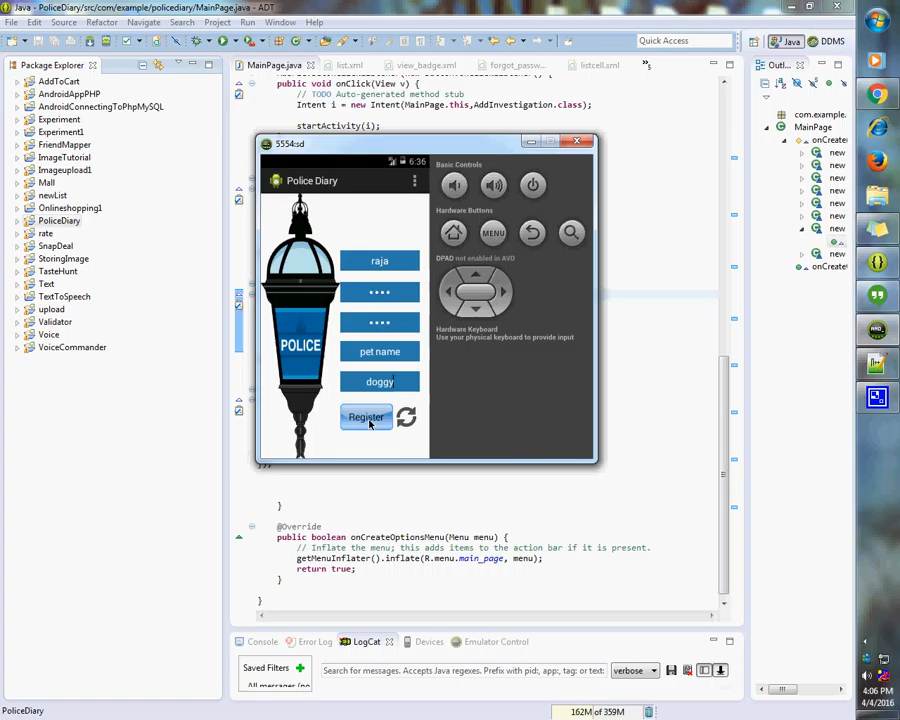 Java - PoliceDiary/src/com/example/policediary/MainPage.java - ADT
File Edit Refactor Source Navigate Search Project Run Window Help
Quick Access
Java
DDMS
Package Explorer
AddToCart
AndroidAppPHP
AndroidConnectingToPhpMySQL
Experiment
Experiment1
FriendMapper
ImageTutorial
Imageupload1
Mall
newList
Onlineshopping1
PoliceDiary
rate
SnapDeal
StoringImage
TasteHunt
Text
TextToSpeech
upload
Validator
Voice
VoiceCommander
MainPage.java
list.xml
view_badge.xml
forgot_passw...
listcell.xml
public void onClick(View v) {
// TODO Auto-generated method stub
Intent i = new Intent(MainPage.this,AddInvestigation.class);
startActivity(i);
5554:sd
6:36
Police Diary
POLICE
raja
••••
••••
pet name
doggy
Register
Basic Controls
Hardware Buttons
MENU
DPAD not enabled in AVD
Hardware Keyboard
Use your physical keyboard to provide input
});
}
@Override
public boolean onCreateOptionsMenu(Menu menu) {
// Inflate the menu; this adds items to the action bar if it is present.
getMenuInflater().inflate(R.menu.main_page, menu);
return true;
}
}
Outl...
com.example.
MainPage
onCreate
new
new
new
new
new
new
onCreate
Console
Error Log
LogCat
Devices
Emulator Control
Saved Filters
All messages (no
Search for messages. Accepts Java regexes. Prefix with pid:, app:, tag: or text:
verbose
PoliceDiary
162M of 359M
4:06 PM
4/4/2016